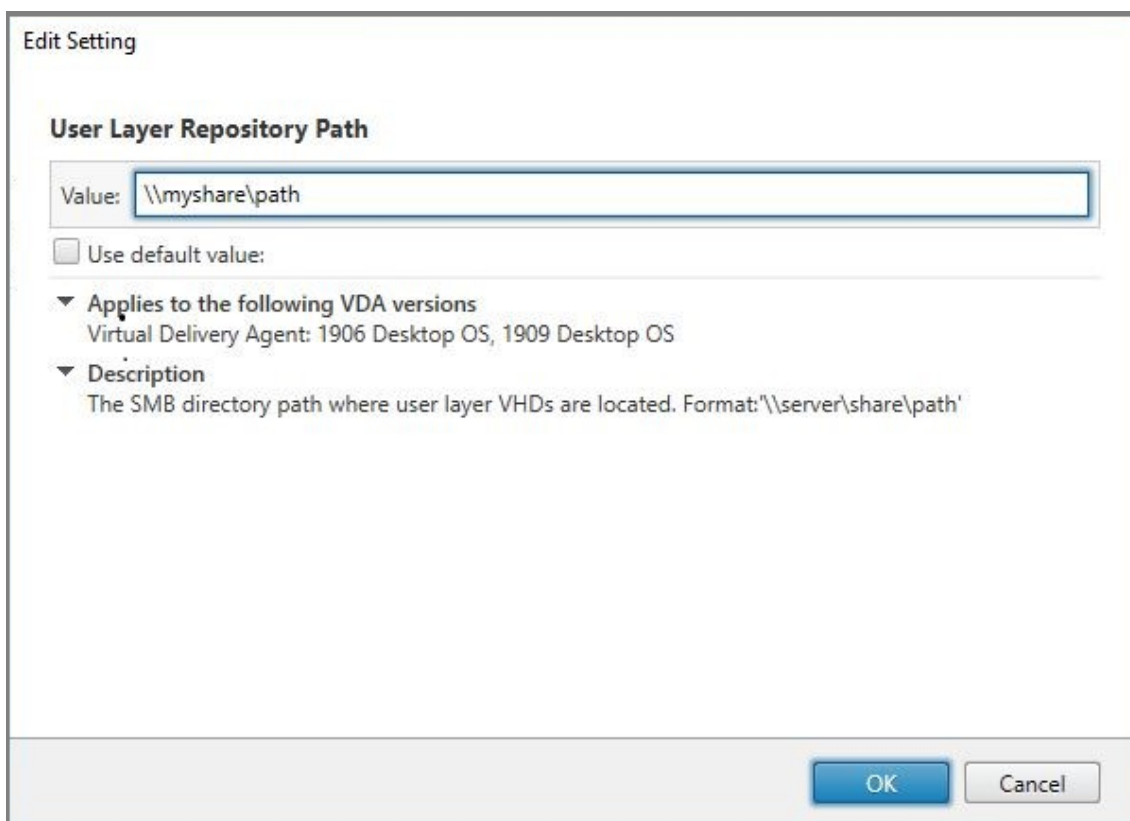 Edit Setting
User Layer Repository Path
Value: \\myshare\path
Use default value:
Applies to the following VDA versions
Virtual Delivery Agent: 1906 Desktop OS, 1909 Desktop OS
Description
The SMB directory path where user layer VHDs are located. Format:'\\server\share\path'
OK Cancel